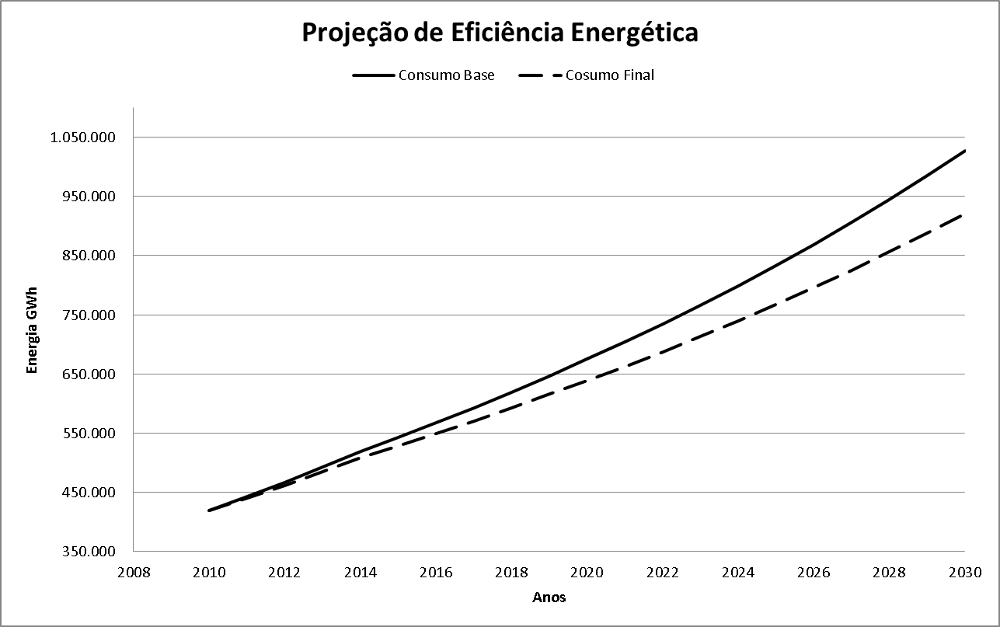 Projeção de Eficiência Energética
Consumo Base Cosumo Final
1.050.000
950.000
850.000
750.000
650.000
550.000
450.000
350.000
Energia GWh
2008 2010 2012 2014 2016 2018 2020 2022 2024 2026 2028 2030
Anos